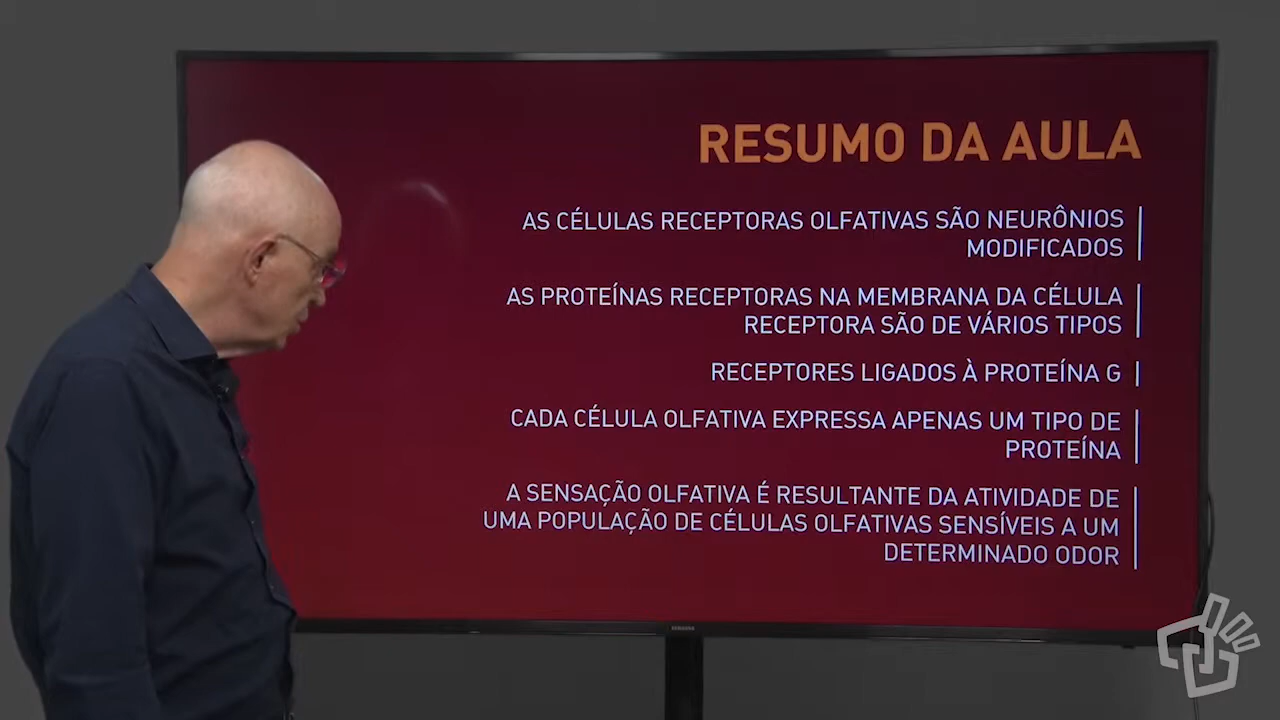 RESUMO DA AULA
AS CÉLULAS RECEPTORAS OLFATIVAS SÃO NEURÔNIOS
MODIFICADOS
AS PROTEÍNAS RECEPTORAS NA MEMBRANA DA CÉLULA
RECEPTORA SÃO DE VÁRIOS TIPOS
RECEPTORES LIGADOS À PROTEÍNA G
CADA CÉLULA OLFATIVA EXPRESSA APENAS UM TIPO DE
PROTEÍNA
A SENSAÇÃO OLFATIVA É RESULTANTE DA ATIVIDADE DE
UMA POPULAÇÃO DE CÉLULAS OLFATIVAS SENSÍVEIS A UM
DETERMINADO ODOR
SAMSUNG